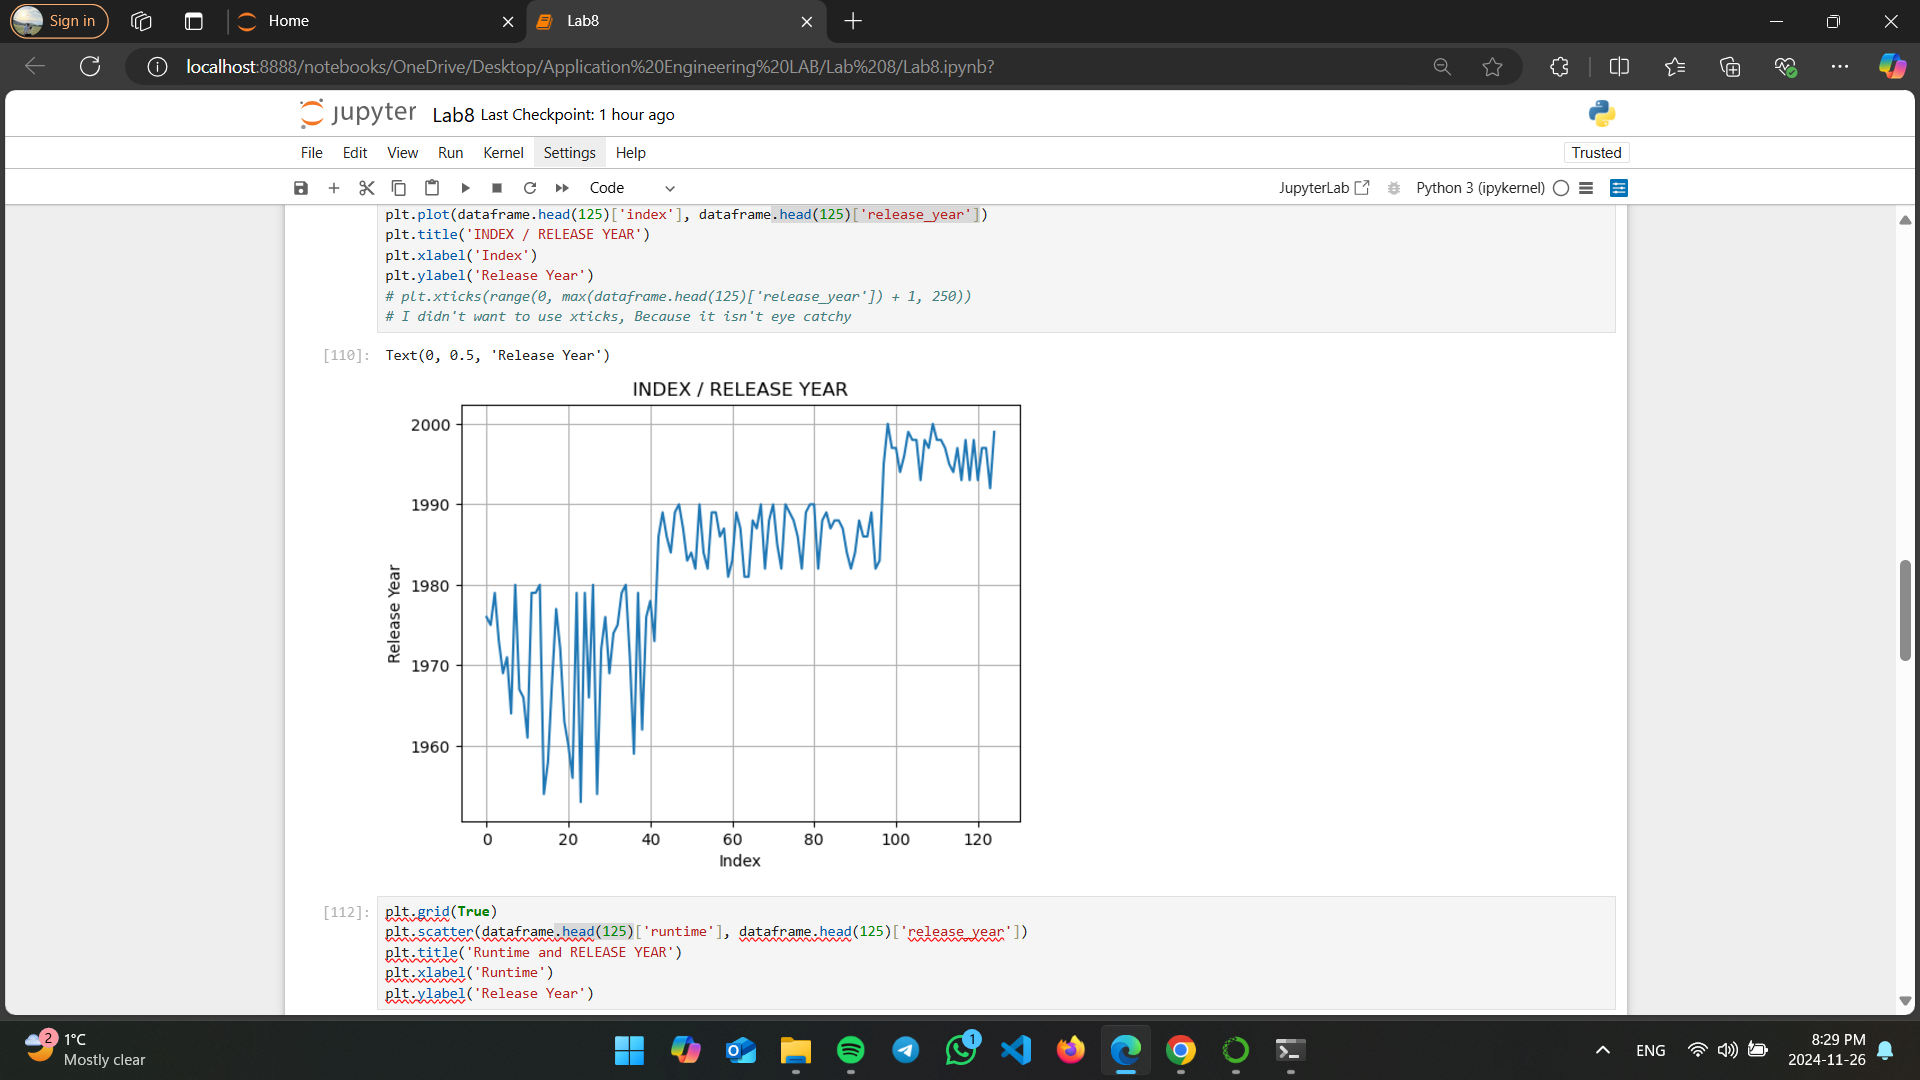 Sign in
Home
Lab8
localhost:8888/notebooks/OneDrive/Desktop/Application%20Engineering%20LAB/Lab%208/Lab8.ipynb?
jupyter Lab8 Last Checkpoint: 1 hour ago
File Edit View Run Kernel Settings Help
Trusted
Code
JupyterLab
Python 3 (ipykernel)
plt.plot(dataframe.head(125)['index'], dataframe.head(125)['release_year'])
plt.title('INDEX / RELEASE YEAR')
plt.xlabel('Index')
plt.ylabel('Release Year')
# plt.xticks(range(0, max(dataframe.head(125)['release_year']) + 1, 250))
# I didn't want to use xticks, Because it isn't eye catchy
[110]: Text(0, 0.5, 'Release Year')
INDEX / RELEASE YEAR
2000
1990
1980
1970
1960
Release Year
0 20 40 60 80 100 120
Index
[112]: plt.grid(True)
plt.scatter(dataframe.head(125)['runtime'], dataframe.head(125)['release_year'])
plt.title('Runtime and RELEASE YEAR')
plt.xlabel('Runtime')
plt.ylabel('Release Year')
2
1°C
Mostly clear
1
ENG
8:29 PM
2024-11-26